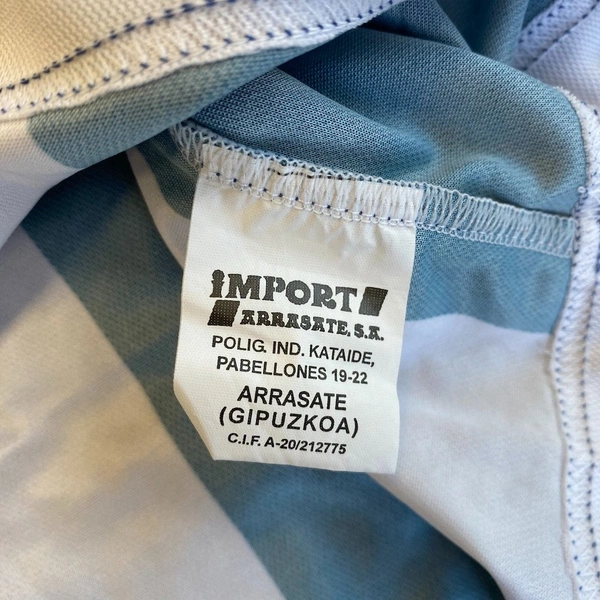 IMPORT
ARRASATE, S.A.
POLIG. IND. KATAIDE,
PABELLONES 19-22
ARRASATE
(GIPUZKOA)
C.I.F. A-20/212775